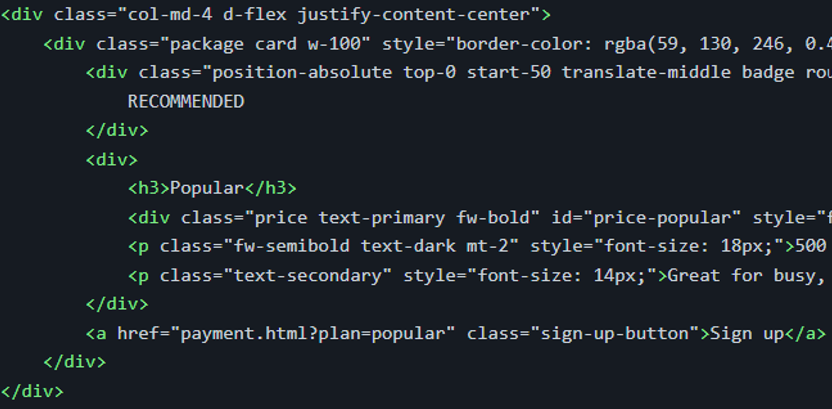 <div class="col-md-4 d-flex justify-content-center">
<div class="package card w-100" style="border-color: rgba(59, 130, 246, 0.4
<div class="position-absolute top-0 start-50 translate-middle badge rou
RECOMMENDED
</div>
<div>
<h3>Popular</h3>
<div class="price text-primary fw-bold" id="price-popular" style="f
<p class="fw-semibold text-dark mt-2" style="font-size: 18px;">500
<p class="text-secondary" style="font-size: 14px;">Great for busy,
</div>
<a href="payment.html?plan=popular" class="sign-up-button">Sign up</a>
</div>
</div>